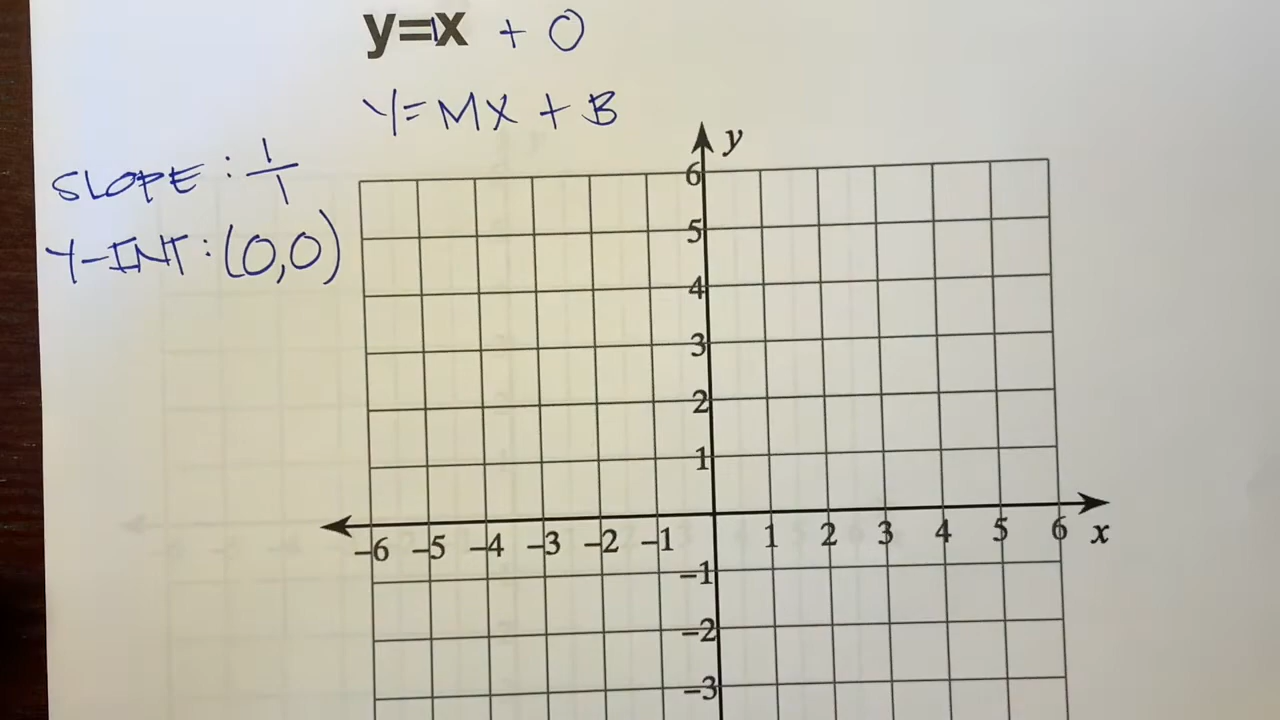 y=1x + 0
Y=MX + B
SLOPE: 1/1
Y-INT: (0,0)
y
6
5
4
3
2
1
-6 -5 -4 -3 -2 -1 1 2 3 4 5 6 x
-1
-2
-3